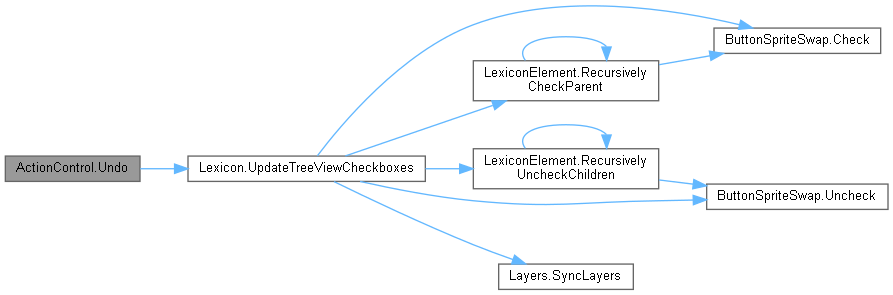 ActionControl.Undo
Lexicon.UpdateTreeViewCheckboxes
ButtonSpriteSwap.Check
LexiconElement.Recursively
CheckParent
LexiconElement.Recursively
UncheckChildren
ButtonSpriteSwap.Uncheck
Layers.SyncLayers